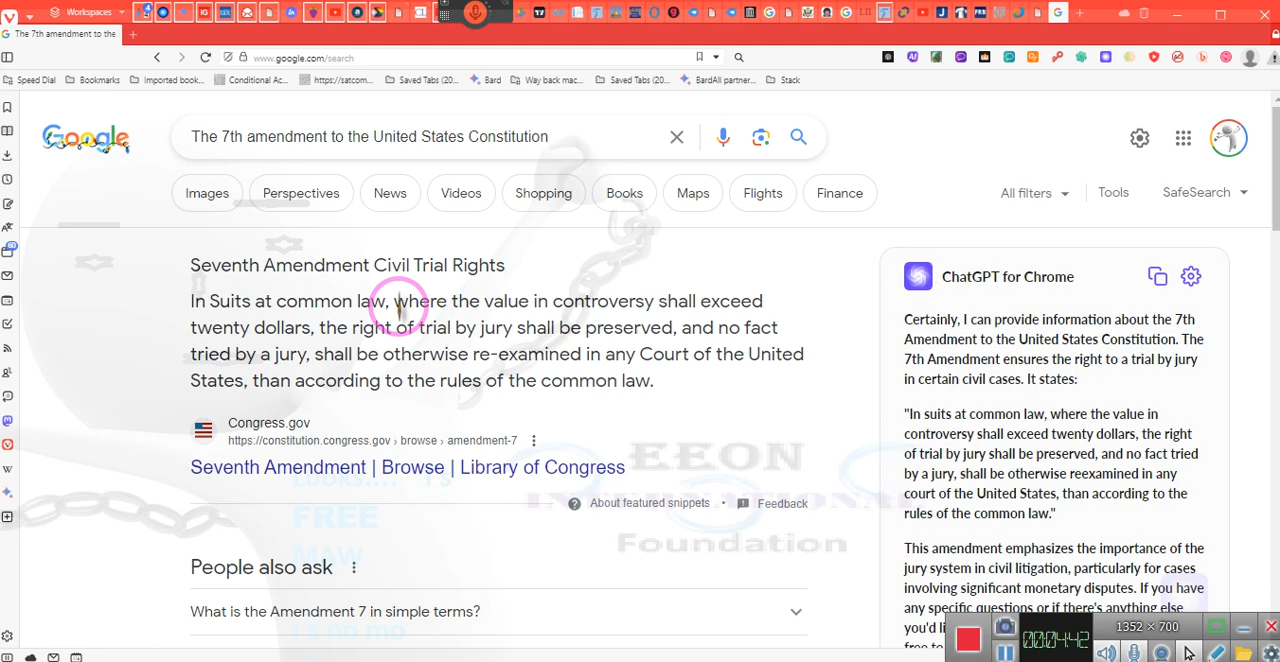 Workspaces
The 7th amendment to the
www.google.com/search
Speed Dial
Bookmarks
Imported book...
Conditional Ac...
https://satcom...
Saved Tabs (20...
Bard
Way back mac...
Saved Tabs (20...
BardAll partner...
Stack
Google
The 7th amendment to the United States Constitution
Images
Perspectives
News
Videos
Shopping
Books
Maps
Flights
Finance
All filters
Tools
SafeSearch
Seventh Amendment Civil Trial Rights
In Suits at common law, where the value in controversy shall exceed
twenty dollars, the right of trial by jury shall be preserved, and no fact
tried by a jury, shall be otherwise re-examined in any Court of the United
States, than according to the rules of the common law.
Congress.gov
https://constitution.congress.gov › browse › amendment-7
Seventh Amendment | Browse | Library of Congress
About featured snippets
Feedback
People also ask
What is the Amendment 7 in simple terms?
ChatGPT for Chrome
Certainly, I can provide information about the 7th
Amendment to the United States Constitution. The
7th Amendment ensures the right to a trial by jury
in certain civil cases. It states:
"In suits at common law, where the value in
controversy shall exceed twenty dollars, the right
of trial by jury shall be preserved, and no fact tried
by a jury, shall be otherwise reexamined in any
court of the United States, than according to the
rules of the common law."
This amendment emphasizes the importance of the
jury system in civil litigation, particularly for cases
involving significant monetary disputes. If you have
any specific questions or if there's anything else
you'd li
EEON
Foundation
FREE
MAW
I's no mo
1352 × 700
00:04:42